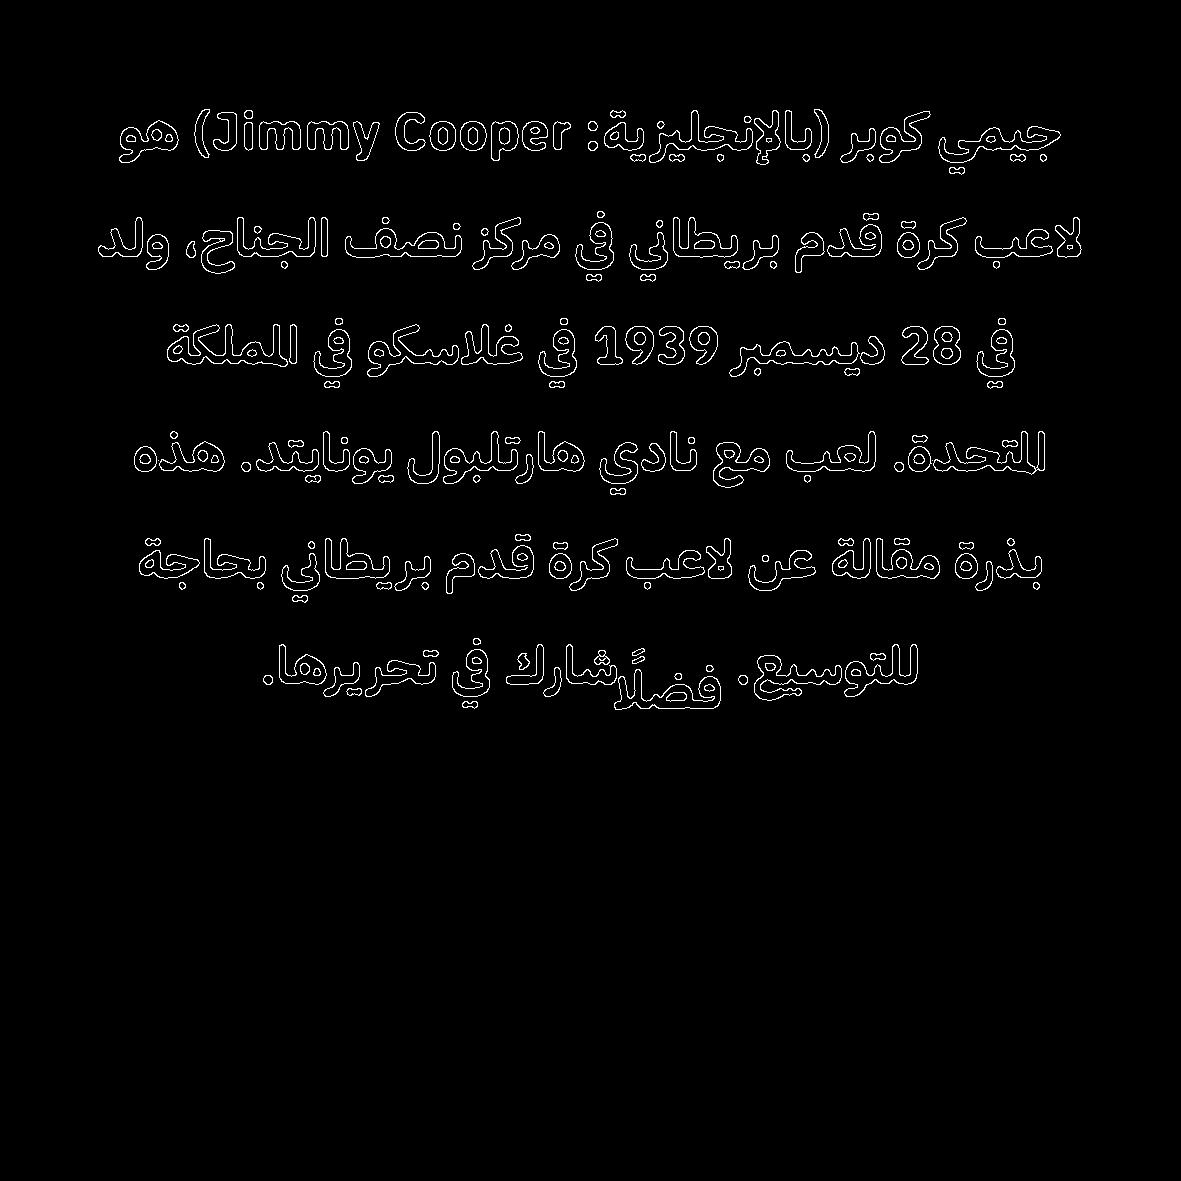 جيمي كوبر (بالإنجليزية: Jimmy Cooper) هو
لاعب كرة قدم بريطاني في مركز نصف الجناح، ولد
في 28 ديسمبر 1939 في غلاسكو في المملكة
المتحدة. لعب مع نادي هارتلبول يونايتد. هذه
بذرة مقالة عن لاعب كرة قدم بريطاني بحاجة
للتوسيع. فضلًا شارك في تحريرها.